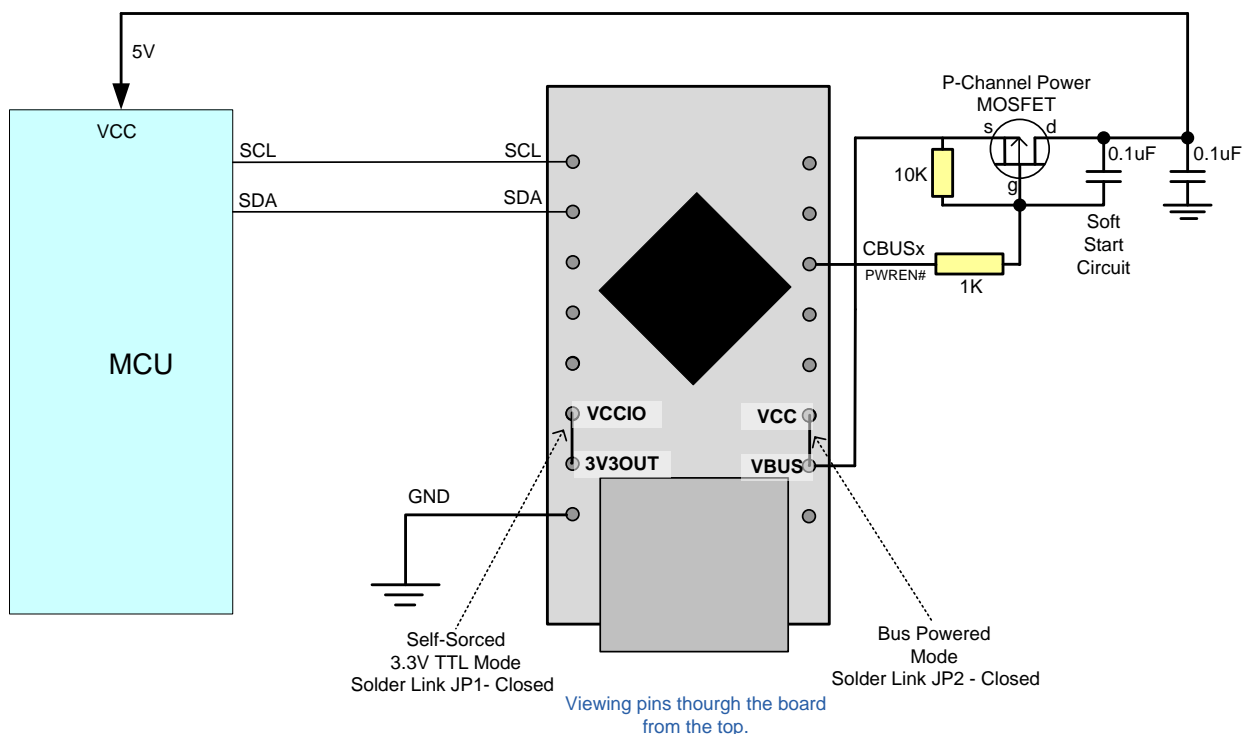 5V
P-Channel Power
MOSFET
VCC
s
d
SCL
SCL
0.1uF
0.1uF
10K
g
SDA
SDA
Soft
Start
Circuit
CBUSx
PWREN#
1K
MCU
VCCIO
VCC
3V3OUT
VBUS
GND
Self-Sorced
3.3V TTL Mode
Solder Link JP1- Closed
Bus Powered
Mode
Solder Link JP2 - Closed
Viewing pins thourgh the board
from the top.